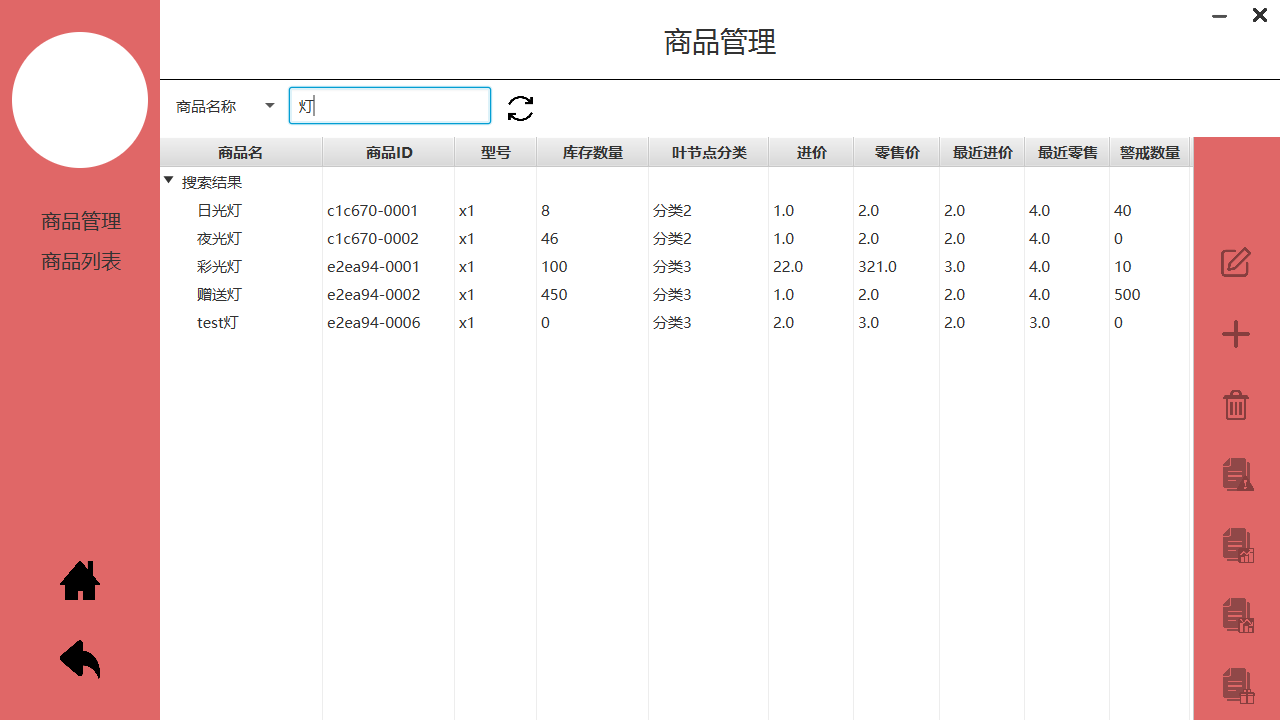 商品管理
商品名称 灯
商品管理
商品列表
商品名 商品ID 型号 库存数量 叶节点分类 进价 零售价 最近进价 最近零售 警戒数量
搜索结果
日光灯 c1c670-0001 x1 8 分类2 1.0 2.0 2.0 4.0 40
夜光灯 c1c670-0002 x1 46 分类2 1.0 2.0 2.0 4.0 0
彩光灯 e2ea94-0001 x1 100 分类3 22.0 321.0 3.0 4.0 10
赠送灯 e2ea94-0002 x1 450 分类3 1.0 2.0 2.0 4.0 500
test灯 e2ea94-0006 x1 0 分类3 2.0 3.0 2.0 3.0 0